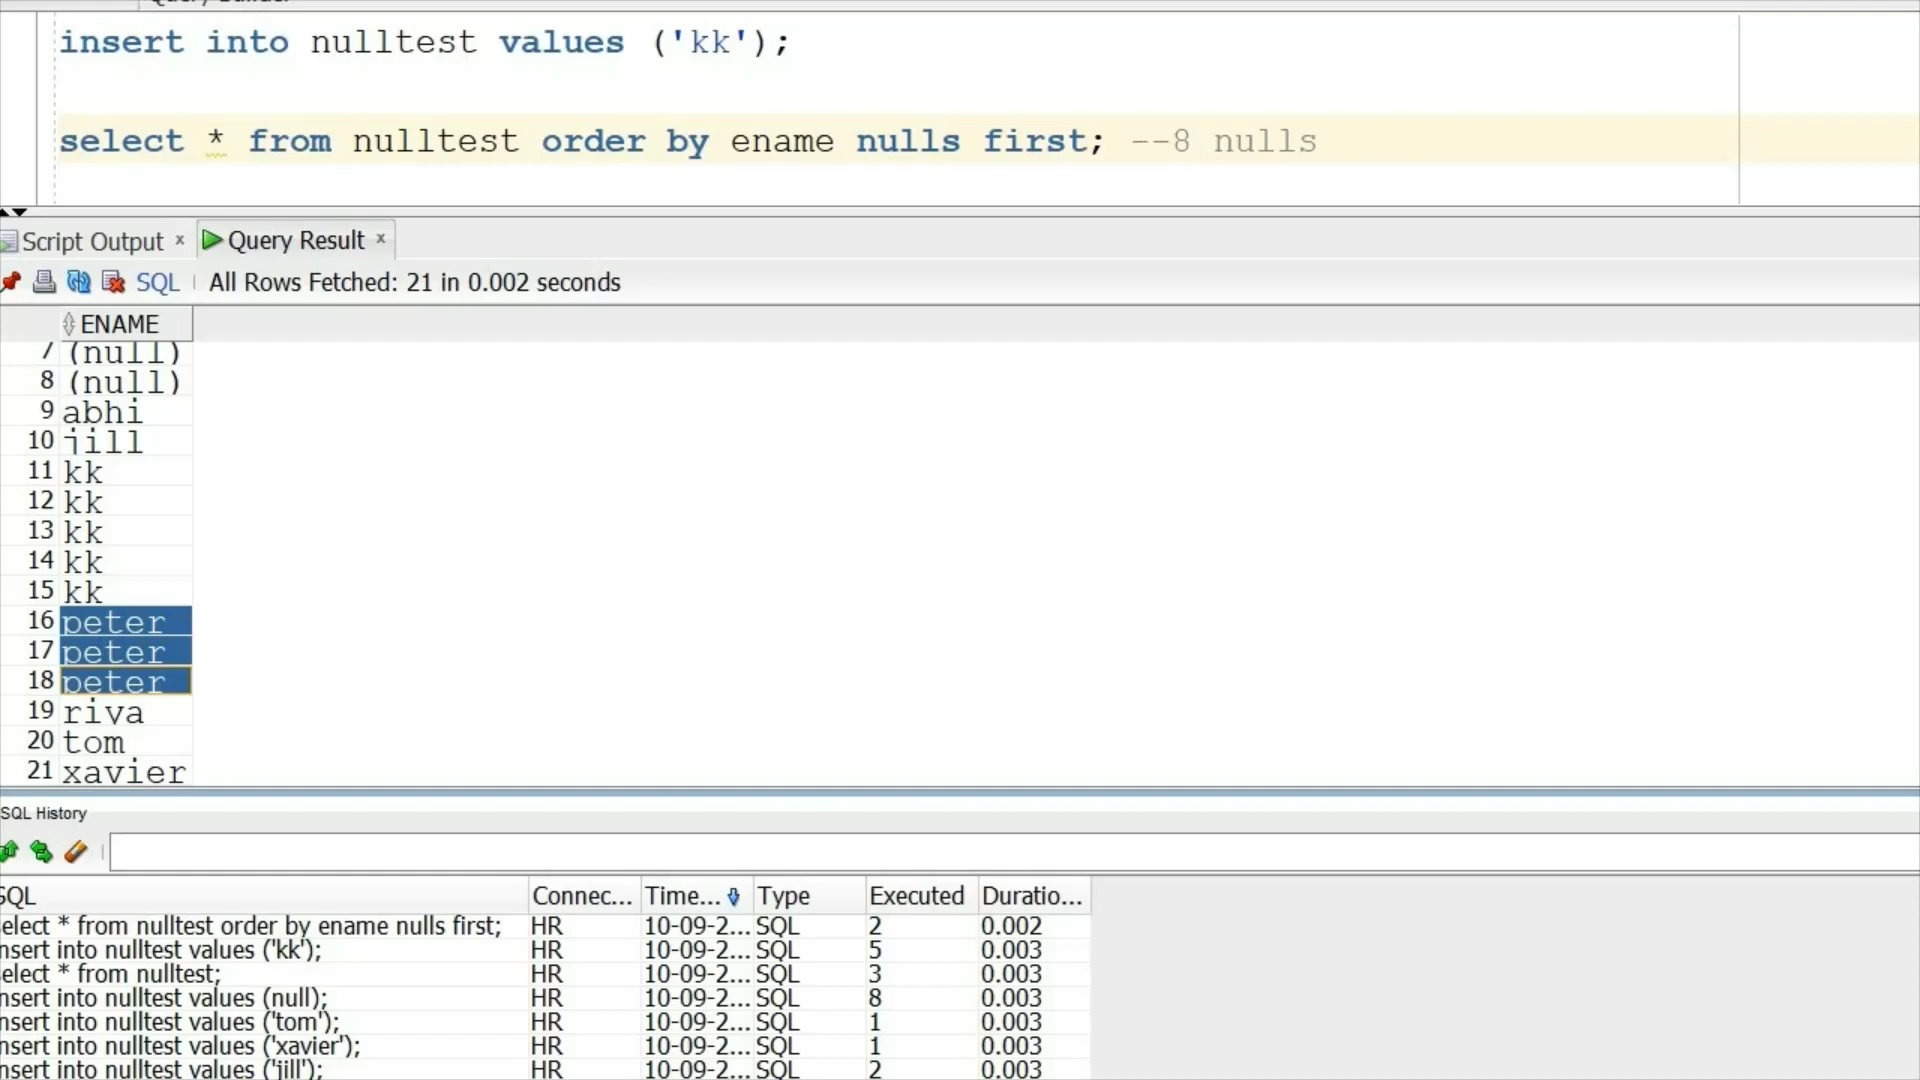 insert into nulltest values ('kk');
select * from nulltest order by ename nulls first; --8 nulls
Script Output x Query Result x
SQL All Rows Fetched: 21 in 0.002 seconds
ENAME
7 (null)
8 (null)
9 abhi
10 jill
11 kk
12 kk
13 kk
14 kk
15 kk
16 peter
17 peter
18 peter
19 riva
20 tom
21 xavier
SQL History
SQL Connec... Time... Type Executed Duratio...
elect * from nulltest order by ename nulls first; HR 10-09-2... SQL 2 0.002
nsert into nulltest values ('kk'); HR 10-09-2... SQL 5 0.003
elect * from nulltest; HR 10-09-2... SQL 3 0.003
nsert into nulltest values (null); HR 10-09-2... SQL 8 0.003
nsert into nulltest values ('tom'); HR 10-09-2... SQL 1 0.003
nsert into nulltest values ('xavier'); HR 10-09-2... SQL 1 0.003
nsert into nulltest values ('jill'); HR 10-09-2... SQL 2 0.003